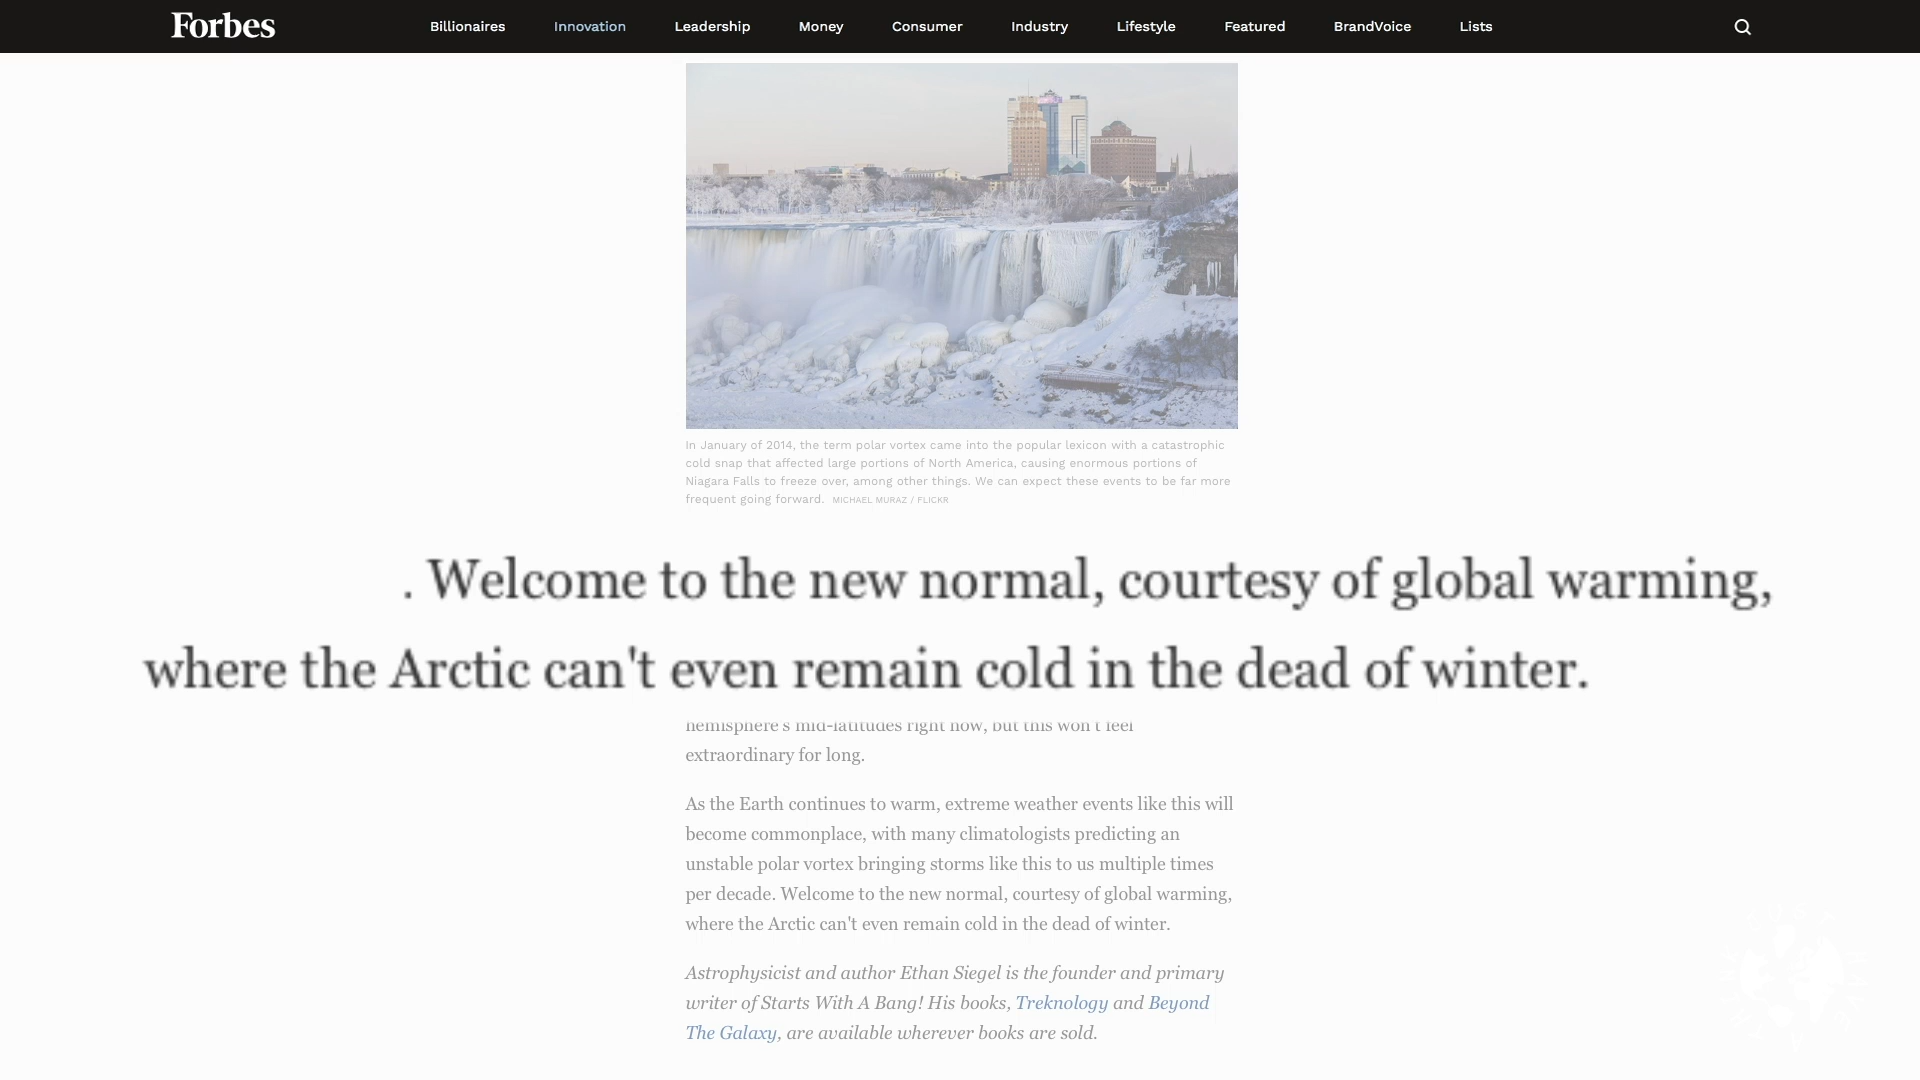 Forbes
Billionaires Innovation Leadership Money Consumer Industry Lifestyle Featured BrandVoice Lists
In January of 2014, the term polar vortex came into the popular lexicon with a catastrophic
cold snap that affected large portions of North America, causing enormous portions of
Niagara Falls to freeze over, among other things. We can expect these events to be far more
frequent going forward. MICHAEL MURAZ / FLICKR
. Welcome to the new normal, courtesy of global warming,
where the Arctic can't even remain cold in the dead of winter.
hemisphere's mid-latitudes right now, but this won't feel
extraordinary for long.
As the Earth continues to warm, extreme weather events like this will
become commonplace, with many climatologists predicting an
unstable polar vortex bringing storms like this to us multiple times
per decade. Welcome to the new normal, courtesy of global warming,
where the Arctic can't even remain cold in the dead of winter.
Astrophysicist and author Ethan Siegel is the founder and primary
writer of Starts With A Bang! His books, Treknology and Beyond
The Galaxy, are available wherever books are sold.